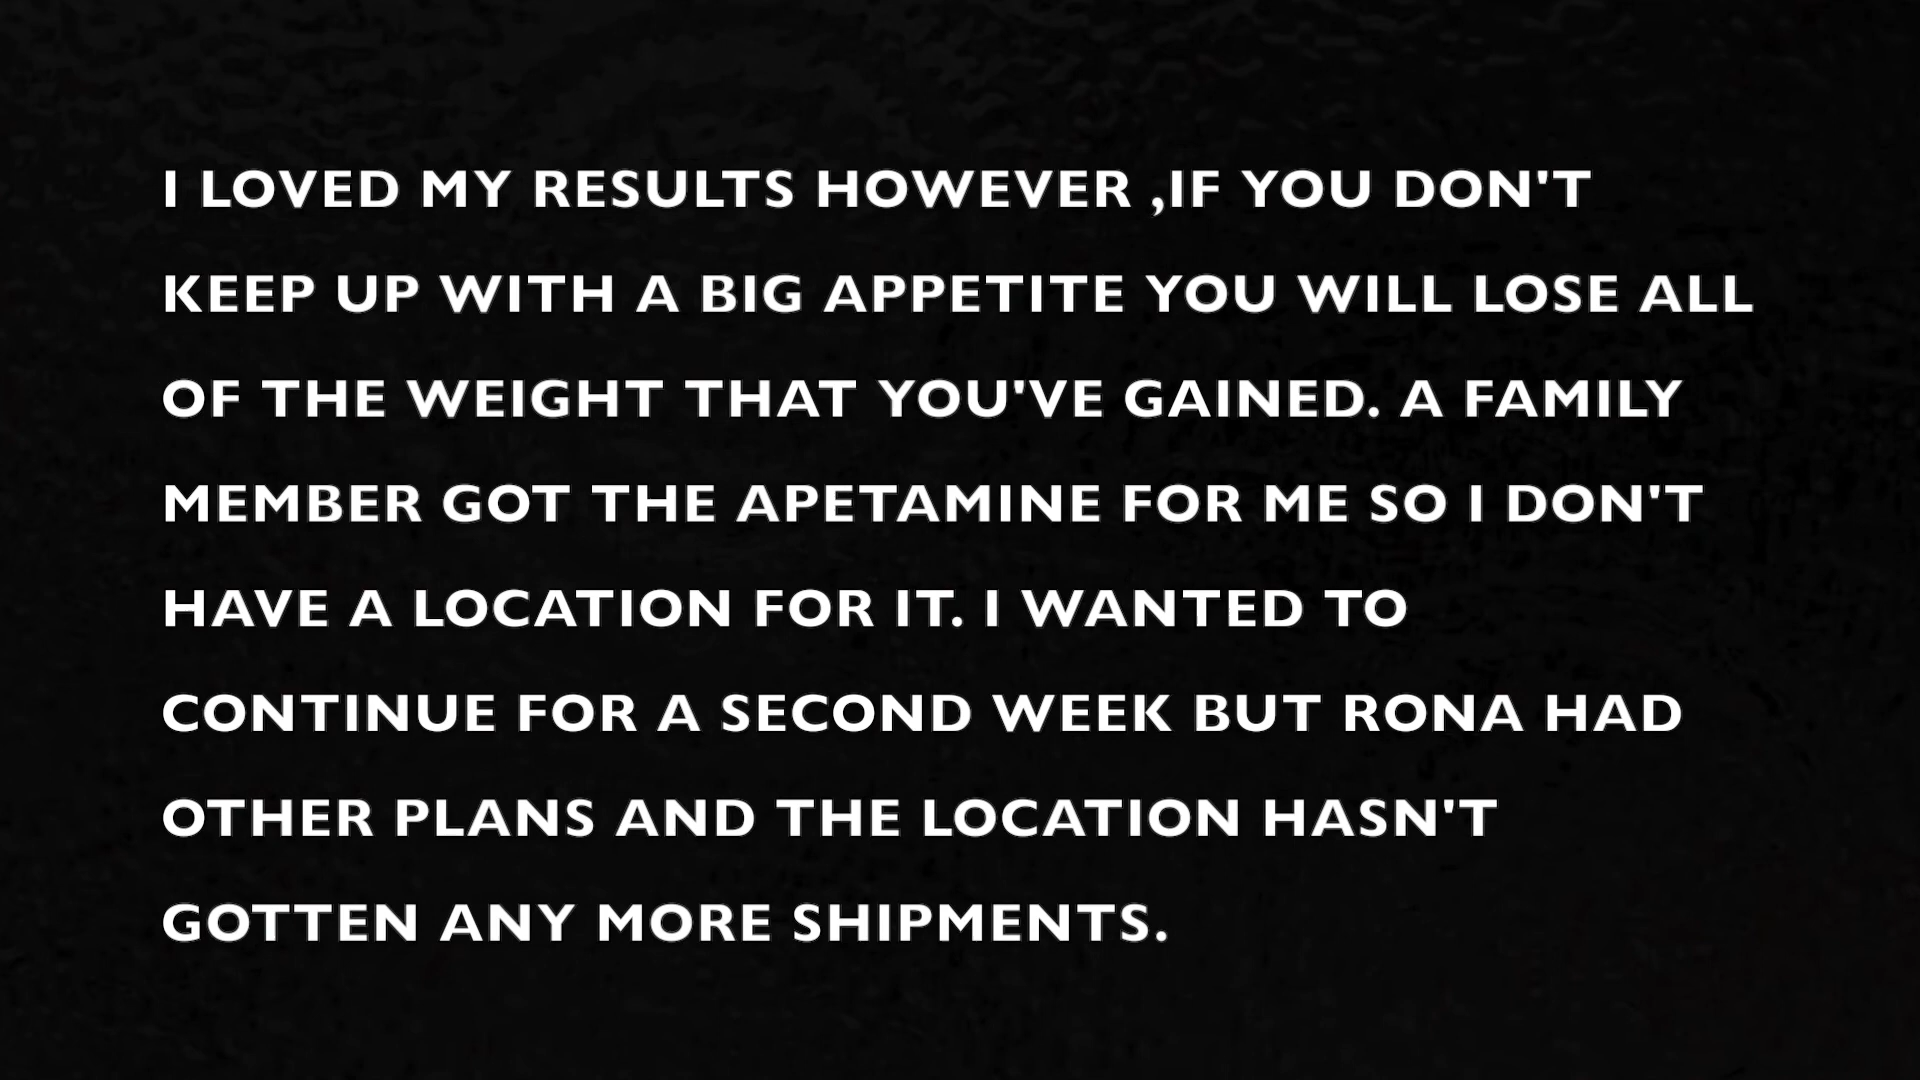 I LOVED MY RESULTS HOWEVER ,IF YOU DON'T
KEEP UP WITH A BIG APPETITE YOU WILL LOSE ALL
OF THE WEIGHT THAT YOU'VE GAINED. A FAMILY
MEMBER GOT THE APETAMINE FOR ME SO I DON'T
HAVE A LOCATION FOR IT. I WANTED TO
CONTINUE FOR A SECOND WEEK BUT RONA HAD
OTHER PLANS AND THE LOCATION HASN'T
GOTTEN ANY MORE SHIPMENTS.